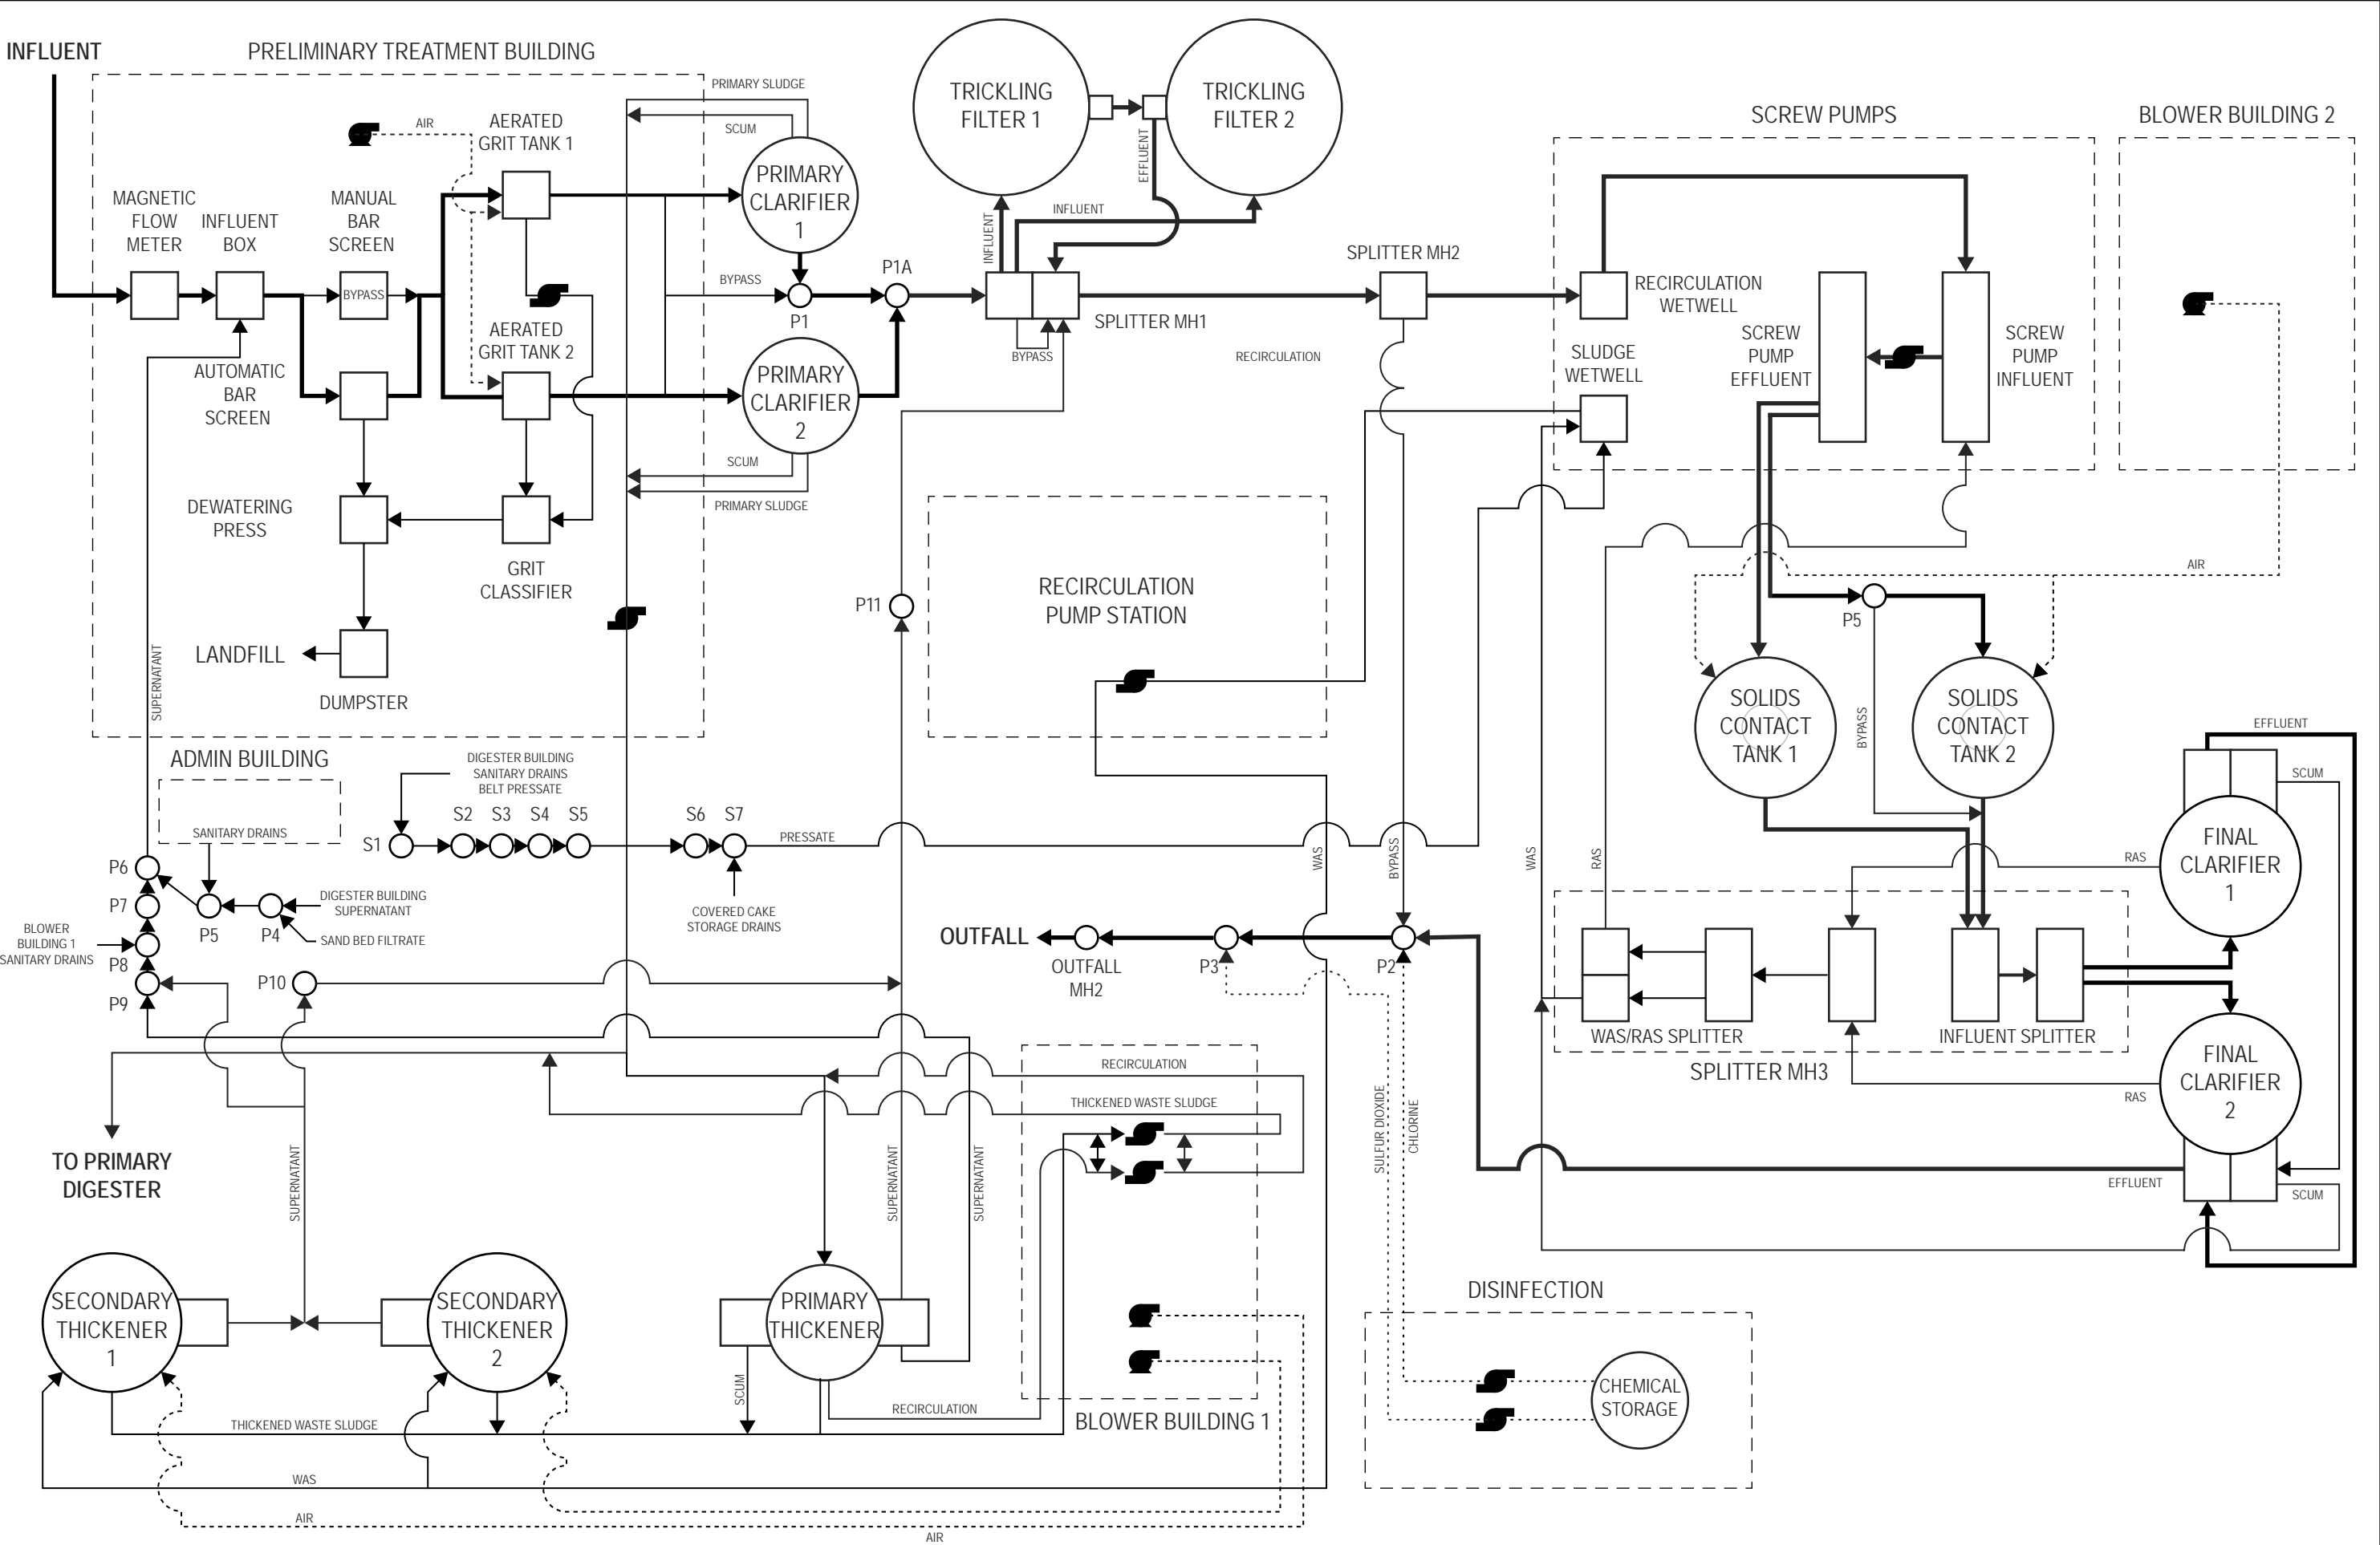 INFLUENT
PRELIMINARY TREATMENT BUILDING
PRIMARY SLUDGE
SCUM
AIR
AERATED
GRIT TANK 1
MAGNETIC
FLOW
METER
INFLUENT
BOX
MANUAL
BAR
SCREEN
BYPASS
AUTOMATIC
BAR
SCREEN
AERATED
GRIT TANK 2
PRIMARY
CLARIFIER
1
BYPASS
P1
P1A
PRIMARY
CLARIFIER
2
SCUM
PRIMARY SLUDGE
DEWATERING
PRESS
GRIT
CLASSIFIER
LANDFILL
DUMPSTER
SUPERNATANT
TRICKLING
FILTER 1
TRICKLING
FILTER 2
EFFLUENT
INFLUENT
INFLUENT
SPLITTER MH1
BYPASS
SPLITTER MH2
RECIRCULATION
SCREW PUMPS
RECIRCULATION
WETWELL
SLUDGE
WETWELL
SCREW
PUMP
EFFLUENT
SCREW
PUMP
INFLUENT
BLOWER BUILDING 2
AIR
RECIRCULATION
PUMP STATION
P11
P5
SOLIDS
CONTACT
TANK 1
BYPASS
SOLIDS
CONTACT
TANK 2
EFFLUENT
SCUM
FINAL
CLARIFIER
1
RAS
ADMIN BUILDING
SANITARY DRAINS
DIGESTER BUILDING
SANITARY DRAINS
BELT PRESSATE
S1
S2
S3
S4
S5
S6
S7
PRESSATE
COVERED CAKE
STORAGE DRAINS
P6
P7
P8
P9
P5
P4
DIGESTER BUILDING
SUPERNATANT
SAND BED FILTRATE
BLOWER
BUILDING 1
SANITARY DRAINS
P10
WAS
BYPASS
WAS
RAS
OUTFALL
OUTFALL
MH2
P3
P2
WAS/RAS SPLITTER
INFLUENT SPLITTER
SPLITTER MH3
FINAL
CLARIFIER
2
RAS
EFFLUENT
SCUM
SULFUR DIOXIDE
CHLORINE
RECIRCULATION
THICKENED WASTE SLUDGE
TO PRIMARY
DIGESTER
SUPERNATANT
SUPERNATANT
SUPERNATANT
SECONDARY
THICKENER
1
SECONDARY
THICKENER
2
PRIMARY
THICKENER
SCUM
RECIRCULATION
BLOWER BUILDING 1
DISINFECTION
CHEMICAL
STORAGE
THICKENED WASTE SLUDGE
WAS
AIR
AIR